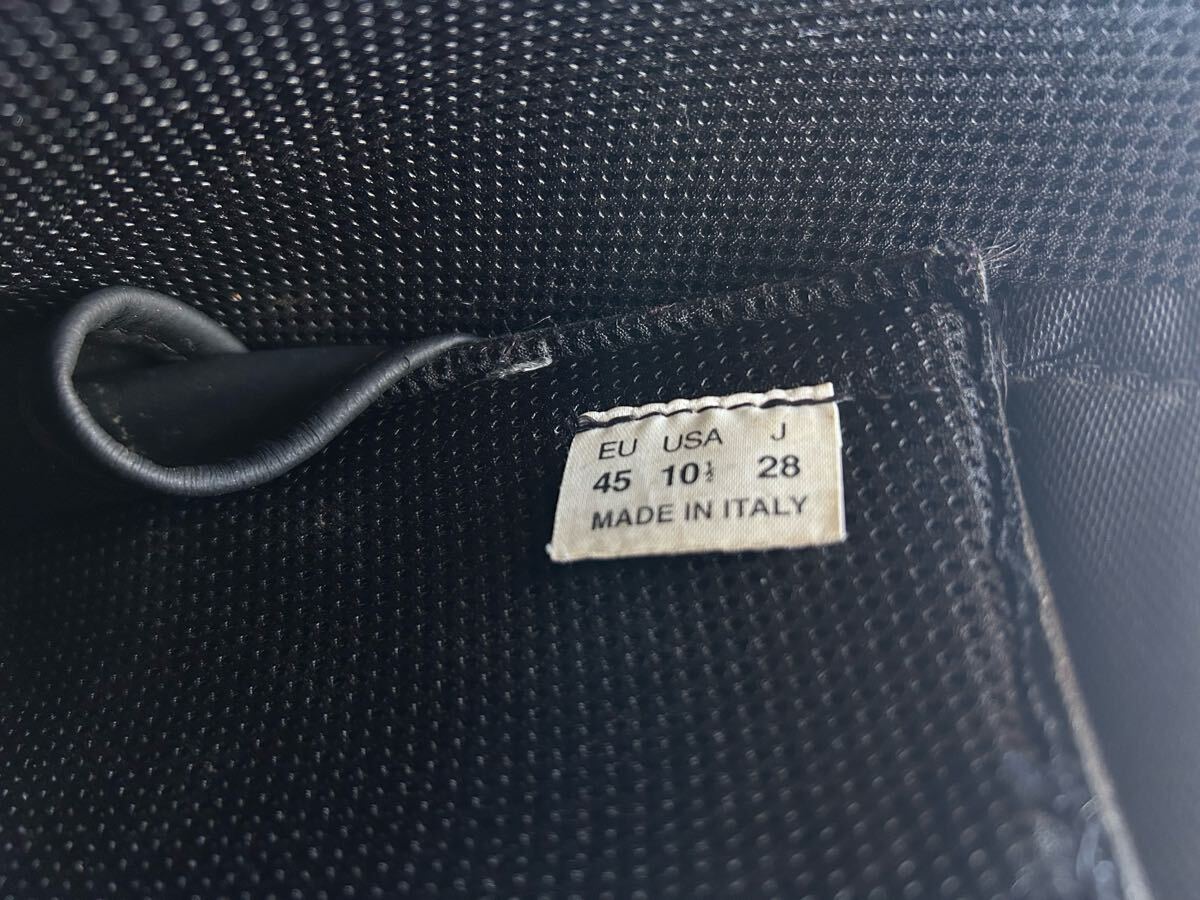 EU USA J
45 10½ 28
MADE IN ITALY